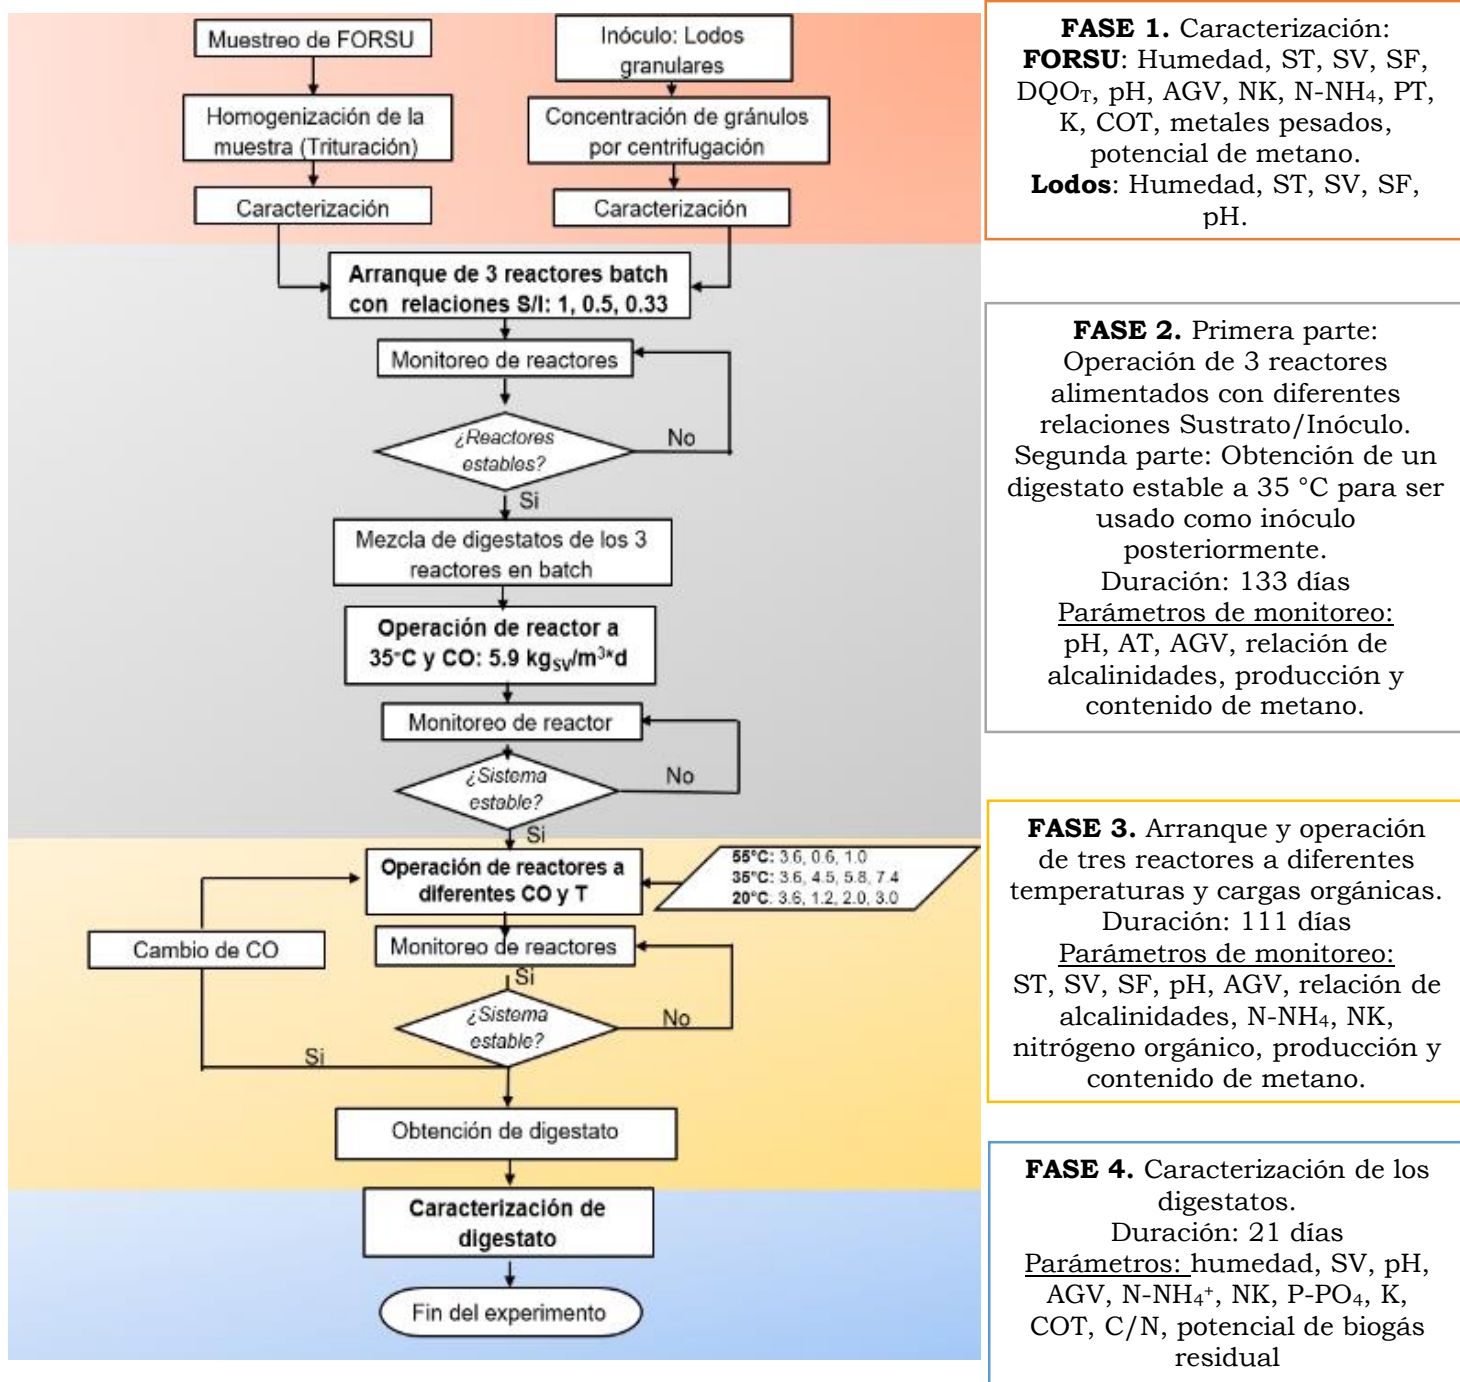 Muestreo de FORSU
Inóculo: Lodos
granulares
Homogenización de la
muestra (Trituración)
Concentración de gránulos
por centrifugación
Caracterización
Caracterización
Arranque de 3 reactores batch
con relaciones S/I: 1, 0.5, 0.33
Monitoreo de reactores
¿Reactores
estables?
No
Si
Mezcla de digestatos de los 3
reactores en batch
Operación de reactor a
35°C y CO: 5.9 kgSV/m³*d
Monitoreo de reactor
¿Sistema
estable?
No
Si
Operación de reactores a
diferentes CO y T
55°C: 3.6, 0.6, 1.0
35°C: 3.6, 4.5, 5.8, 7.4
20°C. 3.6, 1.2, 2.0, 3.0
Cambio de CO
Monitoreo de reactores
Si
¿Sistema
estable?
No
Si
Obtención de digestato
Caracterización de
digestato
Fin del experimento
FASE 1. Caracterización:
FORSU: Humedad, ST, SV, SF,
DQOT, pH, AGV, NK, N-NH₄, PT,
K, COT, metales pesados,
potencial de metano.
Lodos: Humedad, ST, SV, SF,
pH.
FASE 2. Primera parte:
Operación de 3 reactores
alimentados con diferentes
relaciones Sustrato/Inóculo.
Segunda parte: Obtención de un
digestato estable a 35 °C para ser
usado como inóculo
posteriormente.
Duración: 133 días
Parámetros de monitoreo:
pH, AT, AGV, relación de
alcalinidades, producción y
contenido de metano.
FASE 3. Arranque y operación
de tres reactores a diferentes
temperaturas y cargas orgánicas.
Duración: 111 días
Parámetros de monitoreo:
ST, SV, SF, pH, AGV, relación de
alcalinidades, N-NH₄, NK,
nitrógeno orgánico, producción y
contenido de metano.
FASE 4. Caracterización de los
digestatos.
Duración: 21 días
Parámetros: humedad, SV, pH,
AGV, N-NH₄⁺, NK, P-PO₄, K,
COT, C/N, potencial de biogás
residual